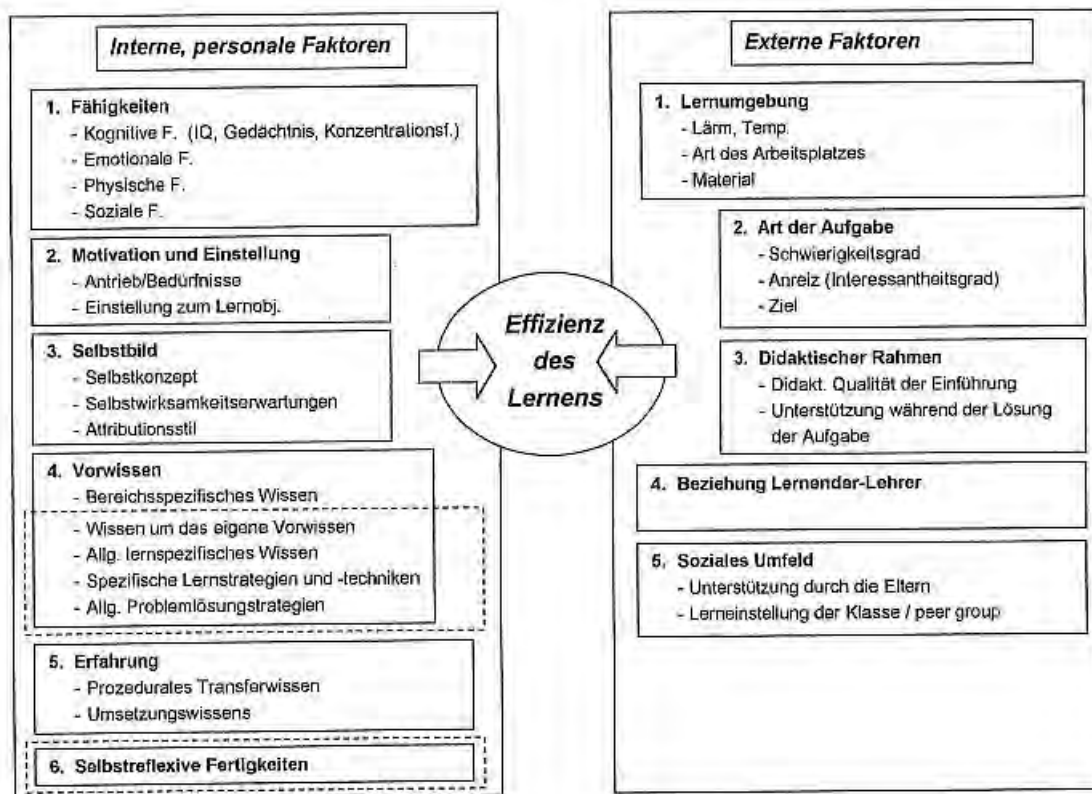 Interne, personale Faktoren
1. Fähigkeiten
- Kognitive F. (IQ, Gedächtnis, Konzentrationsf.)
- Emotionale F.
- Physische F.
- Soziale F.
2. Motivation und Einstellung
- Antrieb/Bedürfnisse
- Einstellung zum Lernobj.
3. Selbstbild
- Selbstkonzept
- Selbstwirksamkeitserwartungen
- Attributionsstil
4. Vorwissen
- Bereichsspezifisches Wissen
- Wissen um das eigene Vorwissen
- Allg. lernspezifisches Wissen
- Spezifische Lernstrategien und -techniken
- Allg. Problemlösungstrategien
5. Erfahrung
- Prozedurales Transferwissen
- Umsetzungswissens
6. Selbstreflexive Fertigkeiten
Effizienz
des
Lernens
Externe Faktoren
1. Lernumgebung
- Lärm, Temp.
- Art des Arbeitsplatzes
- Material
2. Art der Aufgabe
- Schwierigkeitsgrad
- Anreiz (Interessantheitsgrad)
- Ziel
3. Didaktischer Rahmen
- Didakt. Qualität der Einführung
- Unterstützung während der Lösung
der Aufgabe
4. Beziehung Lernender-Lehrer
5. Soziales Umfeld
- Unterstützung durch die Eltern
- Lerneinstellung der Klasse / peer group